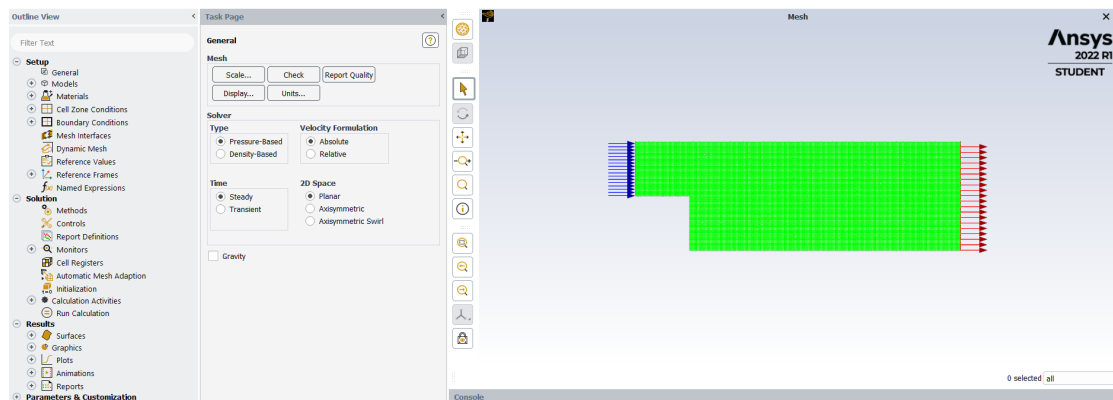 Outline View <
Filter Text
Setup
General
Models
Materials
Cell Zone Conditions
Boundary Conditions
Mesh Interfaces
Dynamic Mesh
Reference Values
Reference Frames
Named Expressions
Solution
Methods
Controls
Report Definitions
Monitors
Cell Registers
Automatic Mesh Adaption
Initialization
Calculation Activities
Run Calculation
Results
Surfaces
Graphics
Plots
Animations
Reports
Parameters & Customization
Task Page <
General
Mesh
Scale... Check Report Quality
Display... Units...
Solver
Type Velocity Formulation
Pressure-Based Absolute
Density-Based Relative
Time 2D Space
Steady Planar
Transient Axisymmetric
Axisymmetric Swirl
Gravity
Mesh
Ansys
2022 R1
STUDENT
0 selected all
Console